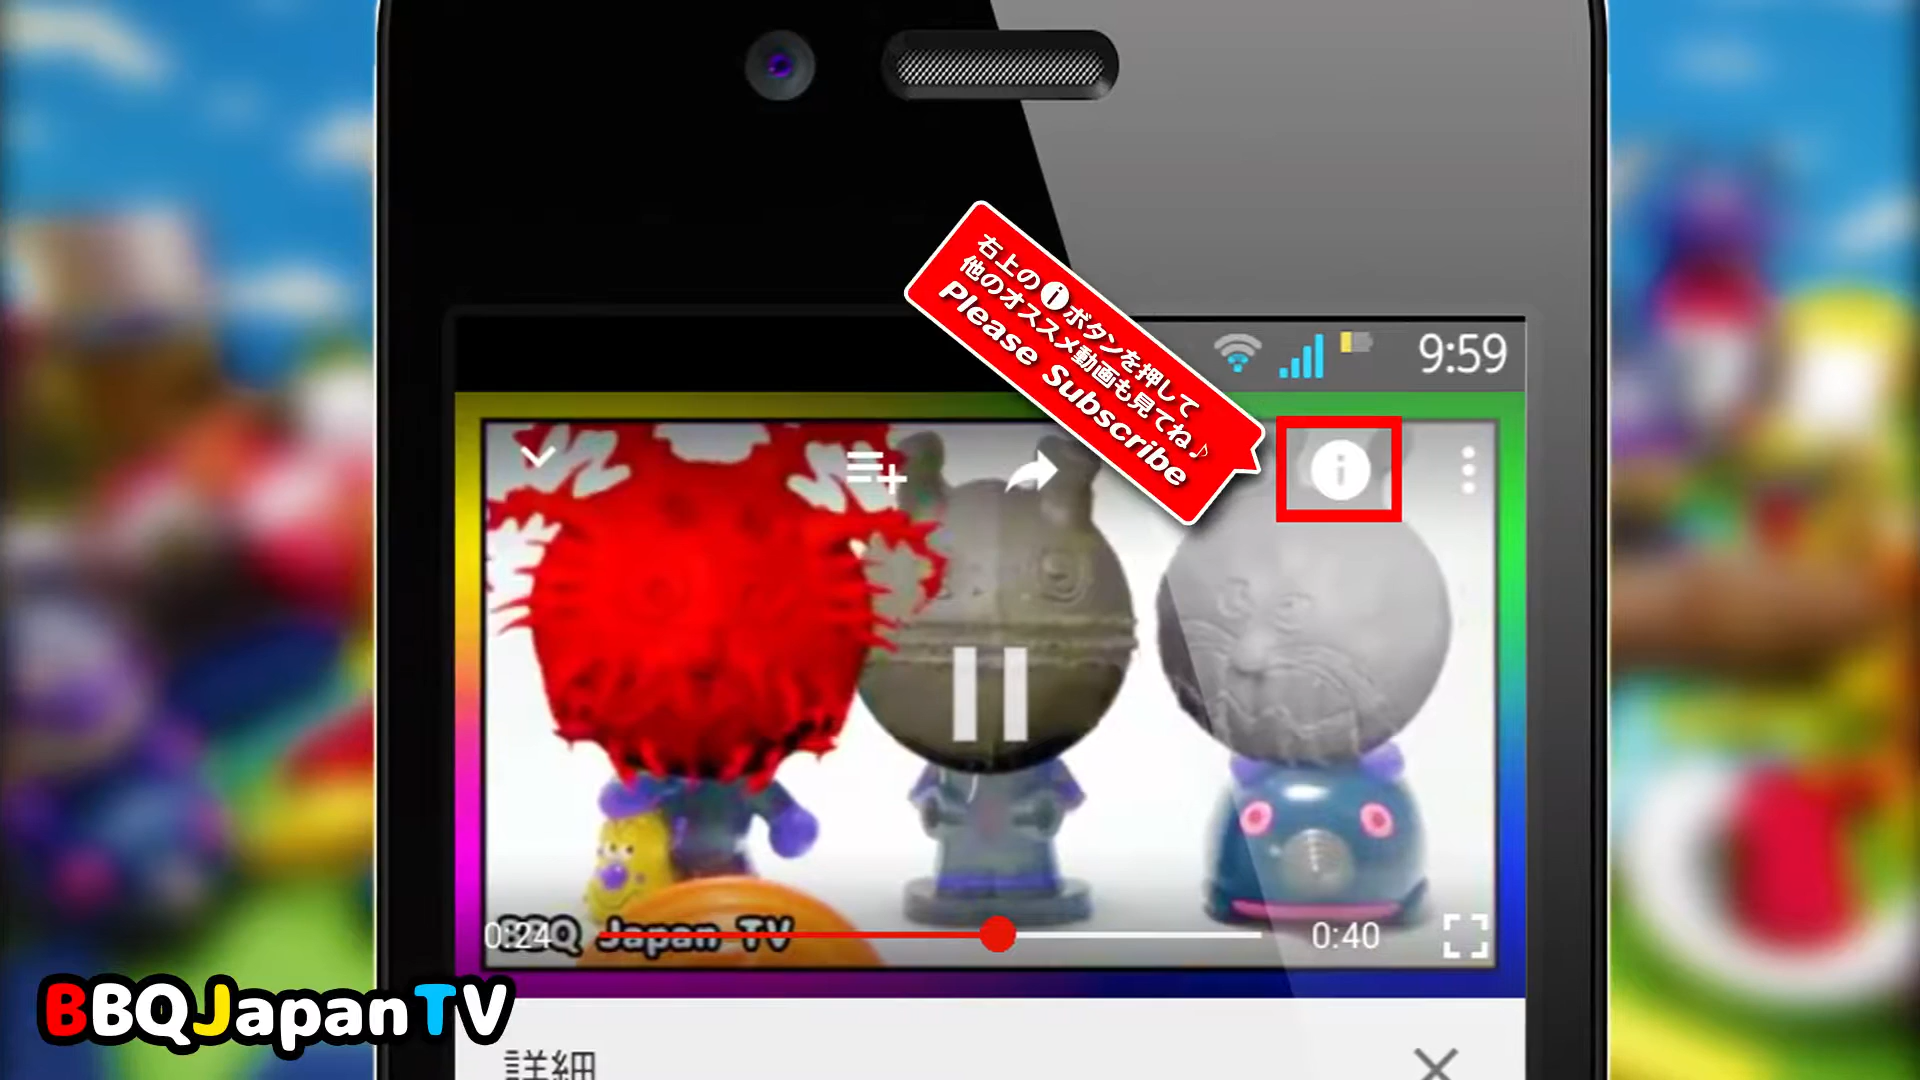 9:59
右上のiボタンを押して
他のオススメ動画も見てね♪
Please Subscribe
0:24
BBQ Japan TV
0:40
BBQJapanTV
詳細